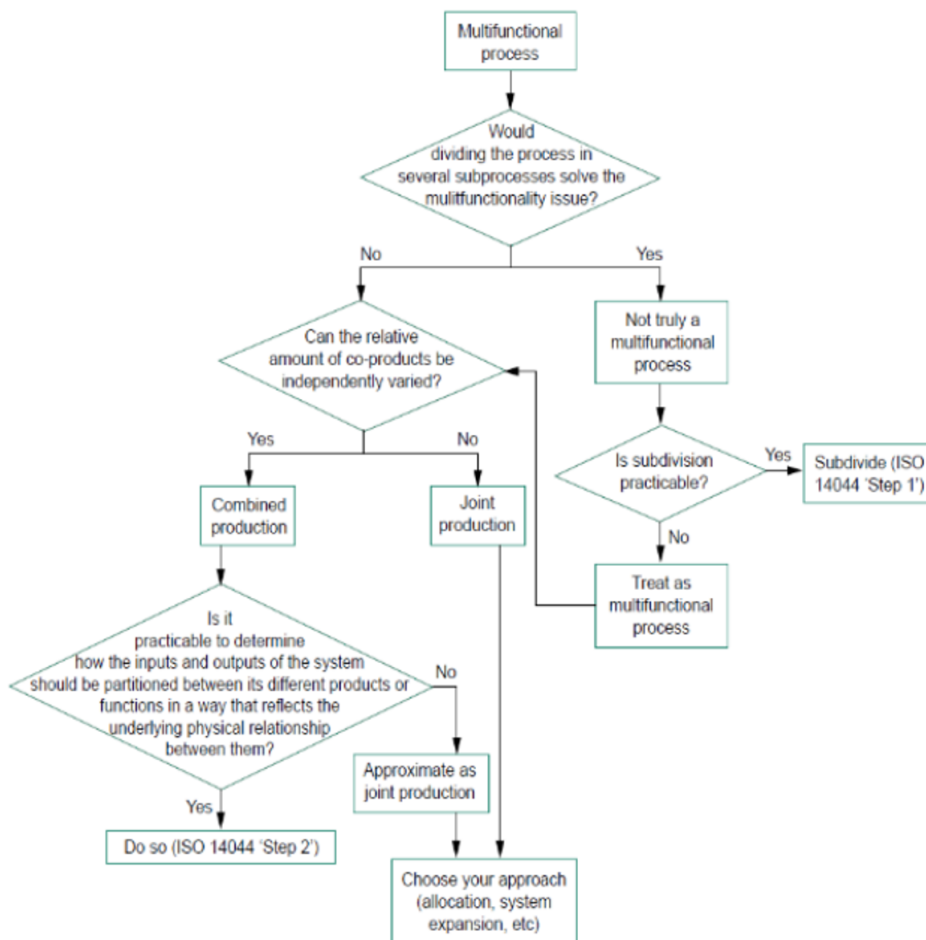 Multifunctional
process
Would
dividing the process in
several subprocesses solve the
mulitfunctionality issue?
No
Yes
Can the relative
amount of co-products be
independently varied?
Not truly a
multifunctional
process
Yes
No
Is subdivision
practicable?
Yes
Subdivide (ISO
14044 ‘Step 1’)
Combined
production
Joint
production
No
Treat as
multifunctional
process
Is it
practicable to determine
how the inputs and outputs of the system
should be partitioned between its different products or
functions in a way that reflects the
underlying physical relationship
between them?
No
Approximate as
joint production
Yes
Do so (ISO 14044 ‘Step 2’)
Choose your approach
(allocation, system
expansion, etc)